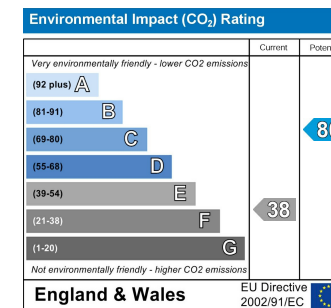 Environmental Impact (CO₂) Rating
Current
Very environmentally friendly - lower CO2 emissions
(92 plus) A
(81-91) B
(69-80) C
(55-68) D
(39-54) E
(21-38) F
38
(1-20) G
Not environmentally friendly - higher CO2 emissions
England & Wales
EU Directive
2002/91/EC